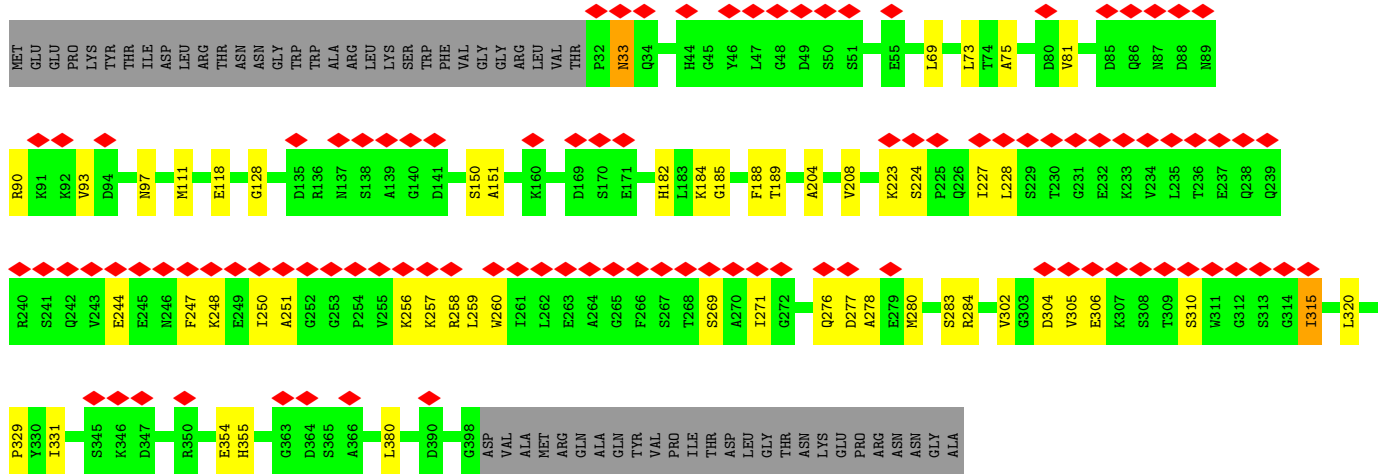 MET GLU GLU PRO LYS TYR THR ILE ASP LEU ARG THR ASN ASN GLY TRP TRP ALA ARG LEU LYS SER TRP PHE VAL GLY GLY ARG LEU VAL THR P32 N33 Q34 H44 G45 Y46 L47 G48 D49 S50 S51 E55 L69 L73 T74 A75 D80 V81 D85 Q86 N87 D88 N89
R90 K91 K92 V93 D94 N97 M111 E118 G128 D135 R136 N137 S138 A139 G140 D141 S150 A151 K160 D169 S170 E171 H182 L183 K184 G185 F188 T189 A204 V208 K223 S224 P225 Q226 I227 L228 S229 T230 G231 E232 K233 V234 L235 T236 E237 Q238 Q239
R240 S241 Q242 V243 E244 E245 N246 F247 K248 E249 I250 A251 G252 G253 P254 V255 K256 K257 R258 L259 W260 I261 L262 E263 A264 G265 F266 S267 T268 S269 A270 I271 G272 Q276 D277 A278 E279 M280 S283 R284 V302 G303 D304 V305 E306 K307 S308 T309 S310 W311 G312 S313 G314 I315 L320
P329 Y330 I331 S345 K346 D347 R350 E354 H355 G363 D364 S365 A366 L380 D390 G398 ASP VAL ALA MET ARG GLN ALA GLN TYR VAL PRO ILE THR ASP LEU GLY THR ASN LYS GLU PRO ARG ASN ASN GLY ALA